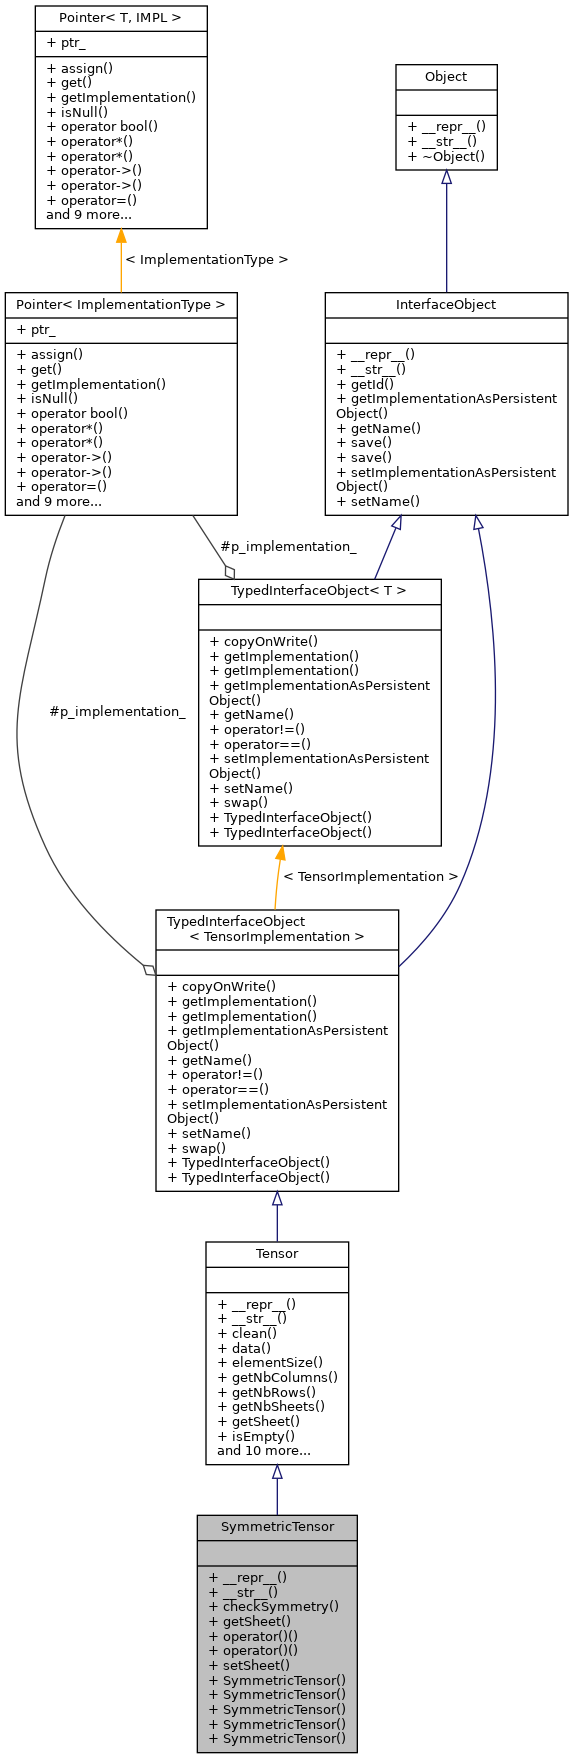 Pointer< T, IMPL >
+ ptr_
+ assign()
+ get()
+ getImplementation()
+ isNull()
+ operator bool()
+ operator*()
+ operator*()
+ operator->()
+ operator->()
+ operator=()
and 9 more...
Object
+ __repr__()
+ __str__()
+ ~Object()
< ImplementationType >
Pointer< ImplementationType >
+ ptr_
+ assign()
+ get()
+ getImplementation()
+ isNull()
+ operator bool()
+ operator*()
+ operator*()
+ operator->()
+ operator->()
+ operator=()
and 9 more...
InterfaceObject
+ __repr__()
+ __str__()
+ getId()
+ getImplementationAsPersistent
Object()
+ getName()
+ save()
+ save()
+ setImplementationAsPersistent
Object()
+ setName()
#p_implementation_
TypedInterfaceObject< T >
+ copyOnWrite()
+ getImplementation()
+ getImplementation()
+ getImplementationAsPersistent
Object()
+ getName()
+ operator!=()
+ operator==()
+ setImplementationAsPersistent
Object()
+ setName()
+ swap()
+ TypedInterfaceObject()
+ TypedInterfaceObject()
#p_implementation_
< TensorImplementation >
TypedInterfaceObject
< TensorImplementation >
+ copyOnWrite()
+ getImplementation()
+ getImplementation()
+ getImplementationAsPersistent
Object()
+ getName()
+ operator!=()
+ operator==()
+ setImplementationAsPersistent
Object()
+ setName()
+ swap()
+ TypedInterfaceObject()
+ TypedInterfaceObject()
Tensor
+ __repr__()
+ __str__()
+ clean()
+ data()
+ elementSize()
+ getNbColumns()
+ getNbRows()
+ getNbSheets()
+ getSheet()
+ isEmpty()
and 10 more...
SymmetricTensor
+ __repr__()
+ __str__()
+ checkSymmetry()
+ getSheet()
+ operator()()
+ operator()()
+ setSheet()
+ SymmetricTensor()
+ SymmetricTensor()
+ SymmetricTensor()
+ SymmetricTensor()
+ SymmetricTensor()